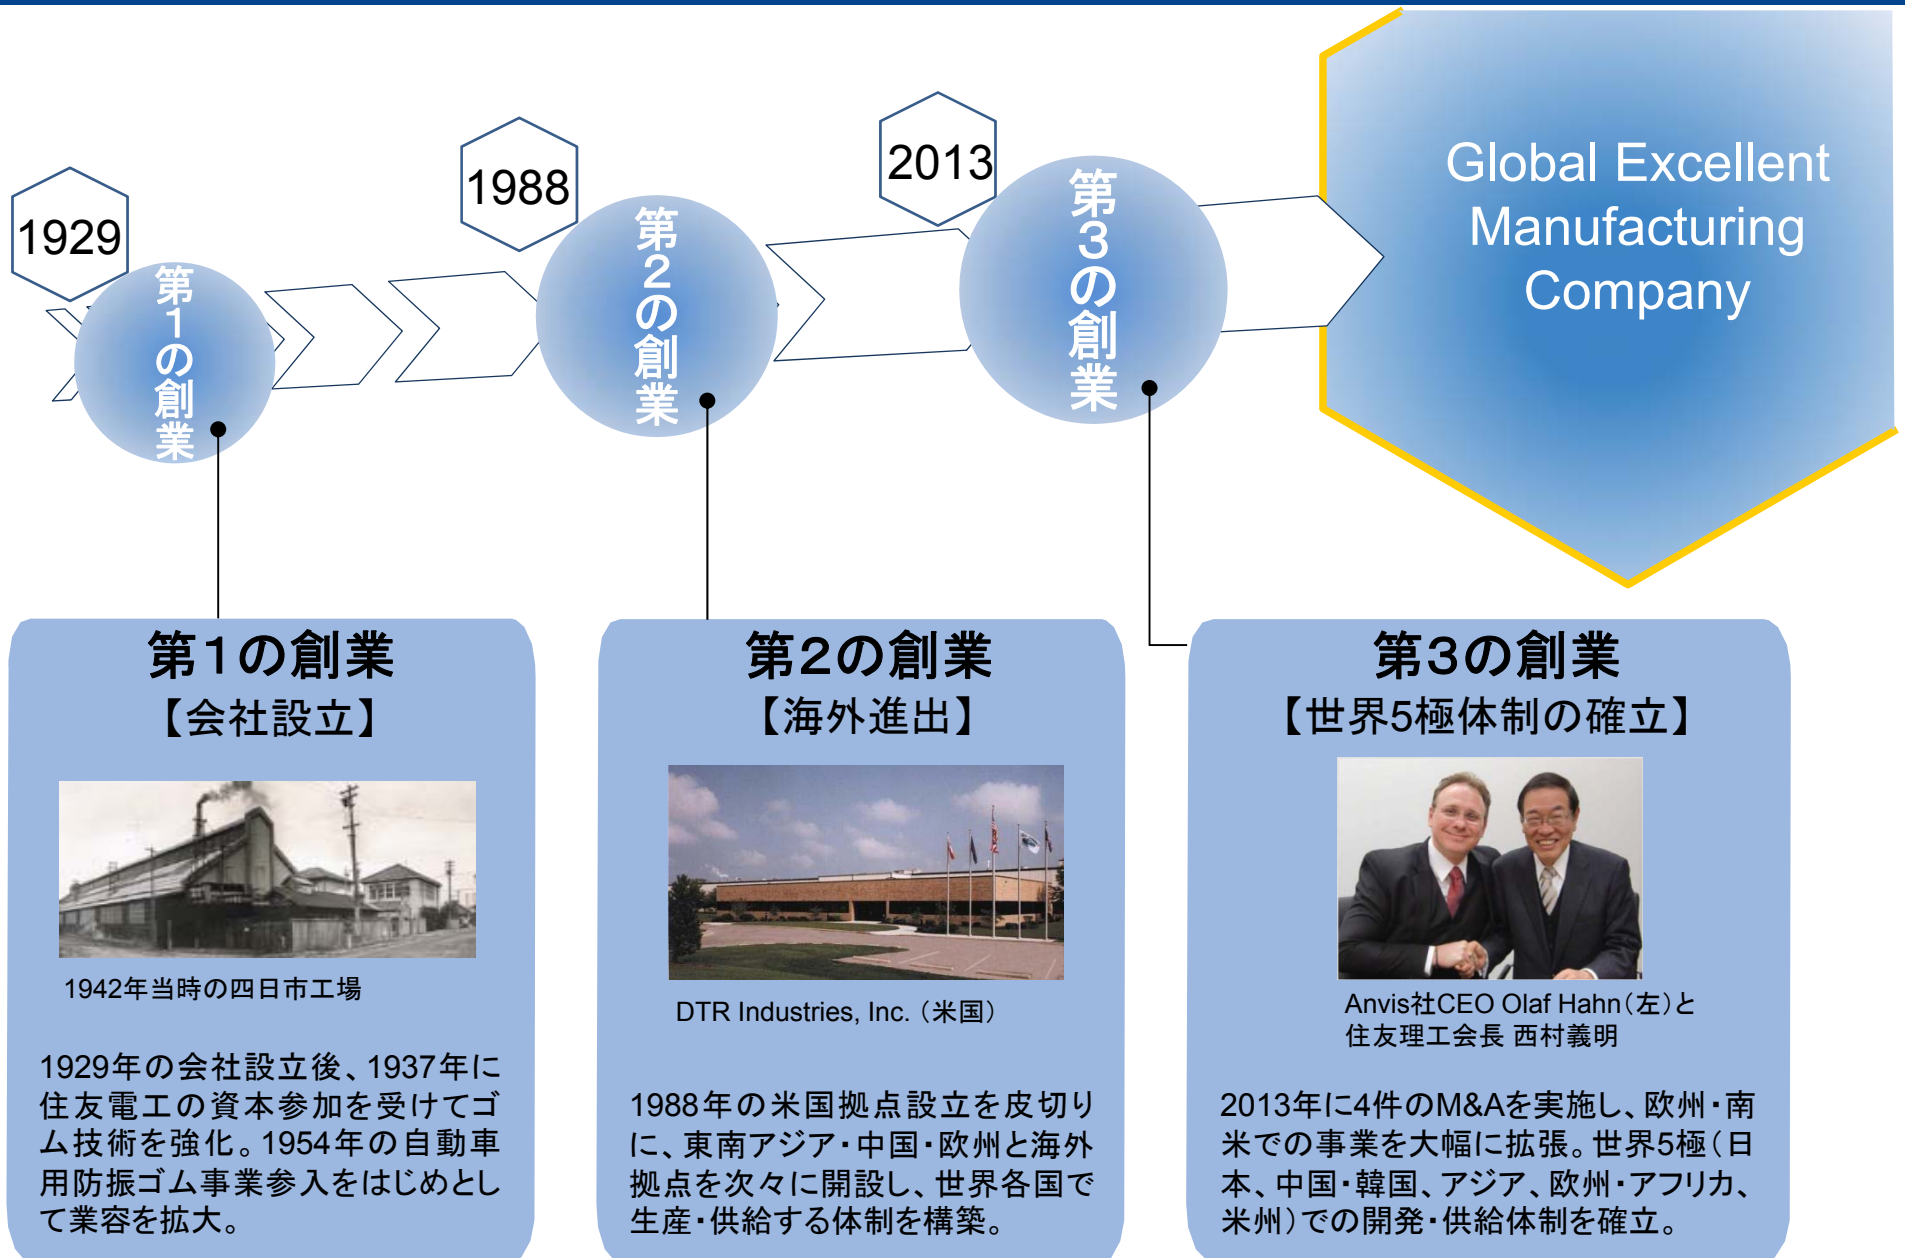 1929
第1の創業
1988
第2の創業
2013
第3の創業
Global Excellent
Manufacturing
Company
第1の創業
【会社設立】
1942年当時の四日市工場
1929年の会社設立後、1937年に
住友電工の資本参加を受けてゴ
ム技術を強化。1954年の自動車
用防振ゴム事業参入をはじめとし
て業容を拡大。
第2の創業
【海外進出】
DTR Industries, Inc.（米国）
1988年の米国拠点設立を皮切り
に、東南アジア・中国・欧州と海外
拠点を次々に開設し、世界各国で
生産・供給する体制を構築。
第3の創業
【世界5極体制の確立】
Anvis社CEO Olaf Hahn（左）と
住友理工会長 西村義明
2013年に4件のM&Aを実施し、欧州・南
米での事業を大幅に拡張。世界5極（日
本、中国・韓国、アジア、欧州・アフリカ、
米州）での開発・供給体制を確立。